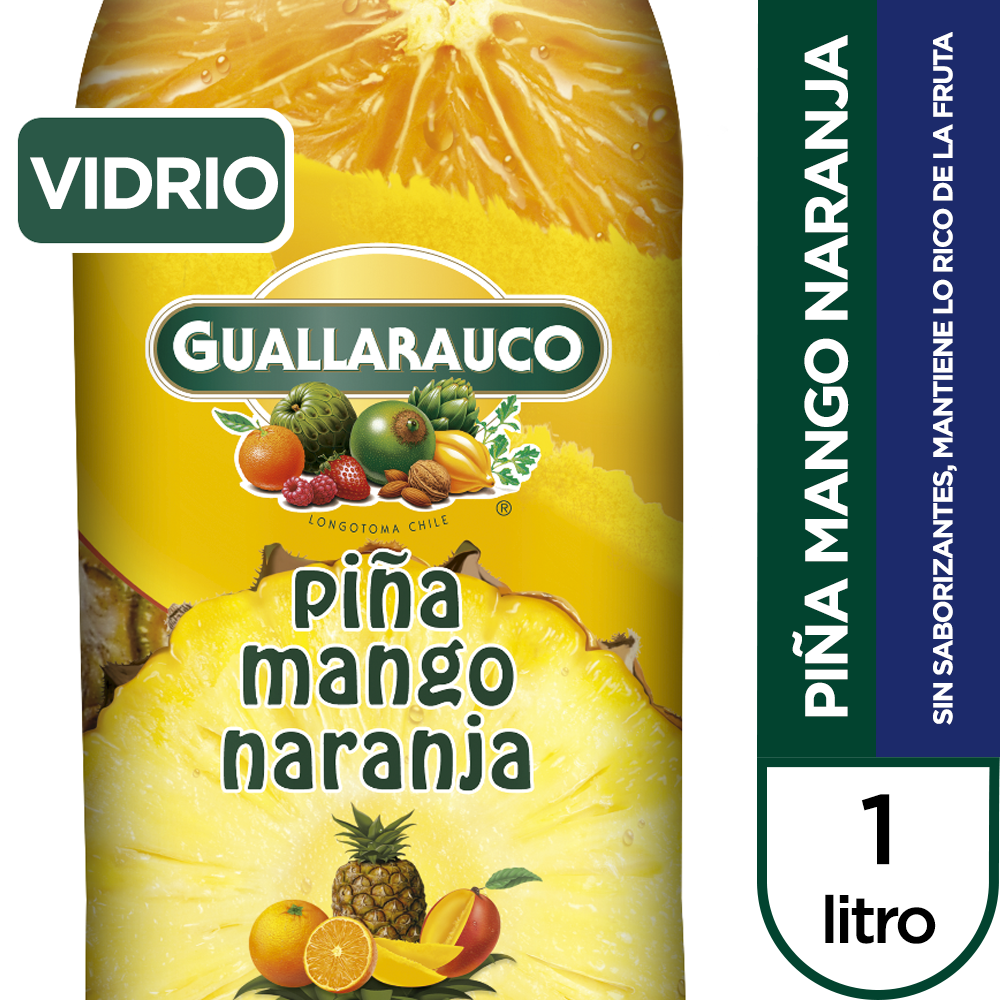 VIDRIO
GUALLARAUCO
LONGOTOMA CHILE
®
piña
mango
naranja
PIÑA MANGO NARANJA
SIN SABORIZANTES, MANTIENE LO RICO DE LA FRUTA
1
litro